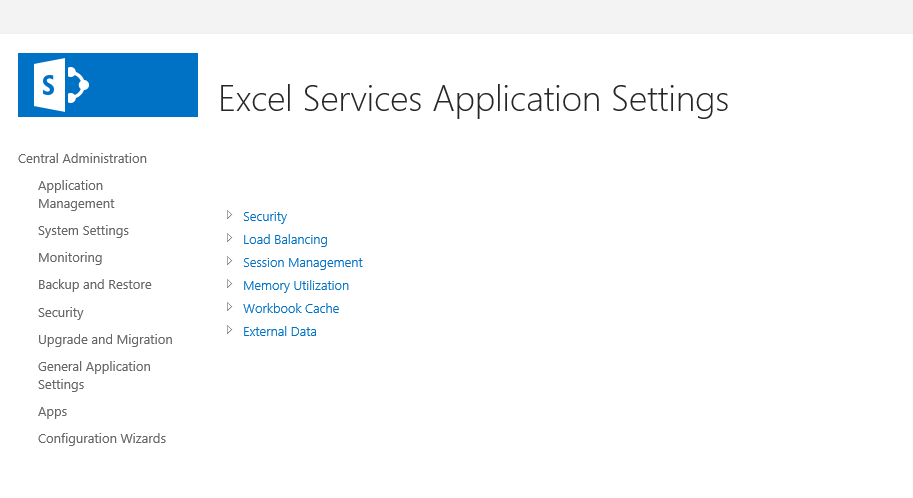 S
Excel Services Application Settings
Central Administration
Application
Management
System Settings
Monitoring
Backup and Restore
Security
Upgrade and Migration
General Application
Settings
Apps
Configuration Wizards
Security
Load Balancing
Session Management
Memory Utilization
Workbook Cache
External Data